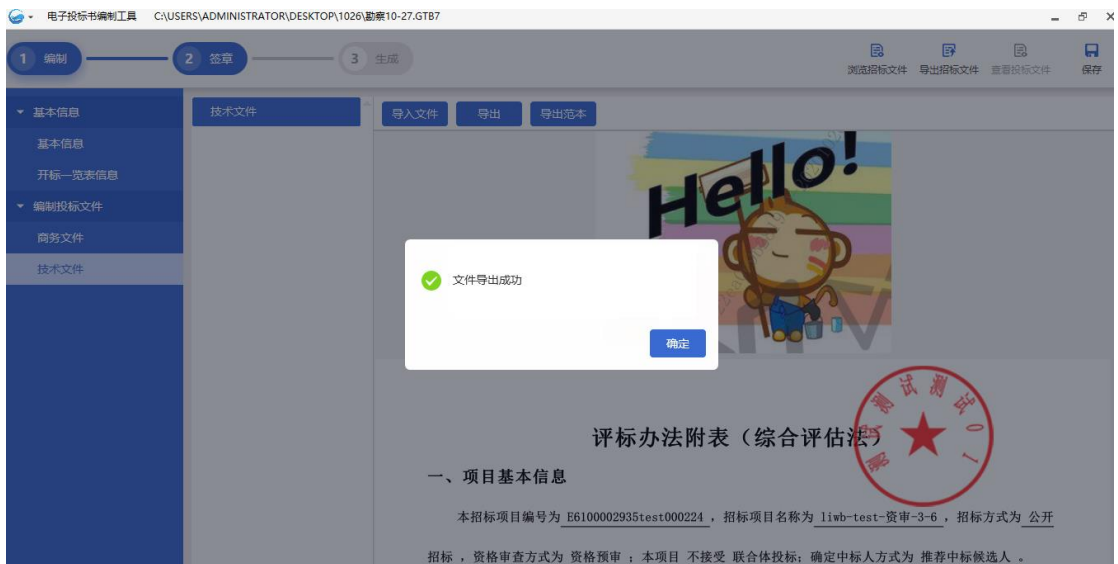 电子投标书编制工具 C:\USERS\ADMINISTRATOR\DESKTOP\1026\勘察10-27.GTB7
1 编制 2 签章 3 生成
浏览招标文件 导出招标文件 查看投标文件 保存
基本信息
基本信息
开标一览表信息
编制投标文件
商务文件
技术文件
技术文件
导入文件 导出 导出范本
Hello!
文件导出成功
确定
测试测试测试01
评标办法附表（综合评估法）
一、项目基本信息
本招标项目编号为 E6100002935test000224 ，招标项目名称为 liwb-test-资审-3-6 ，招标方式为 公开
招标 ，资格审查方式为 资格预审 ；本项目 不接受 联合体投标；确定中标人方式为 推荐中标候选人 。